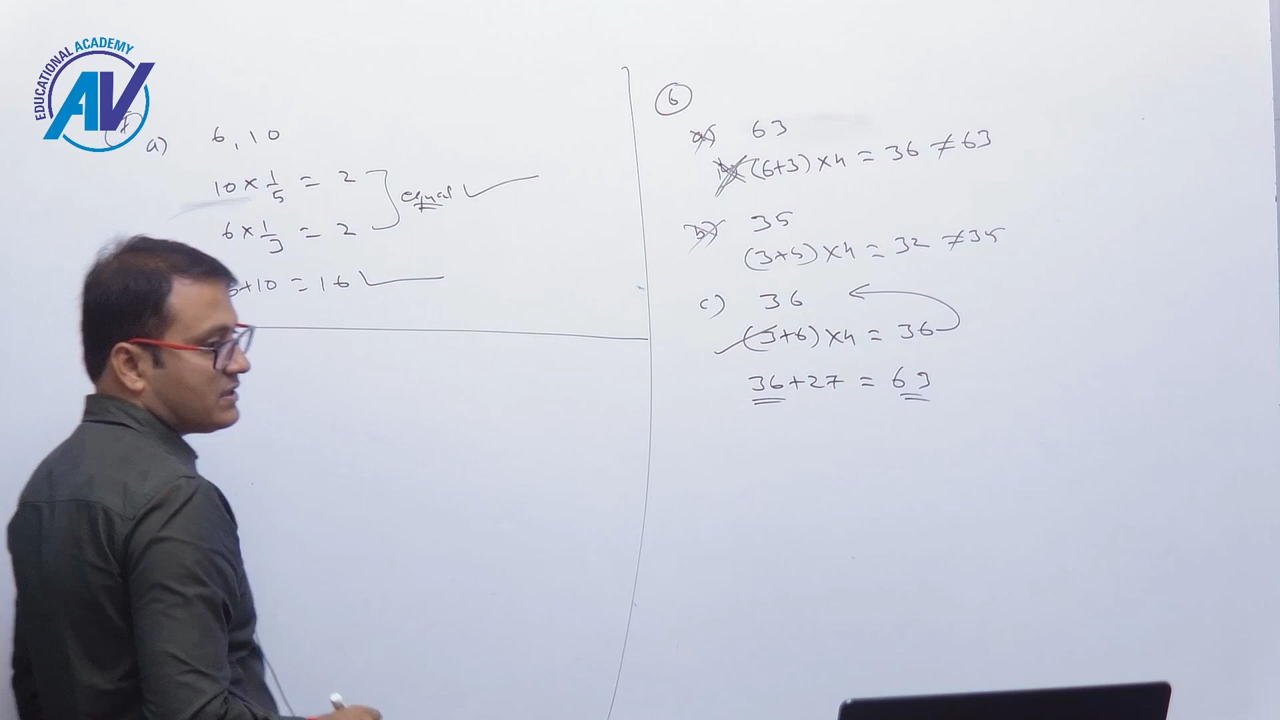 EDUCATIONAL ACADEMY
AV
a) 6, 10
10 × 1/5 = 2
6 × 1/3 = 2
equal
6+10 = 16
6
a) 63
(6+3) × 4 = 36 ≠ 63
b) 35
(3+5) × 4 = 32 ≠ 35
c) 36
(3+6) × 4 = 36
36+27 = 63